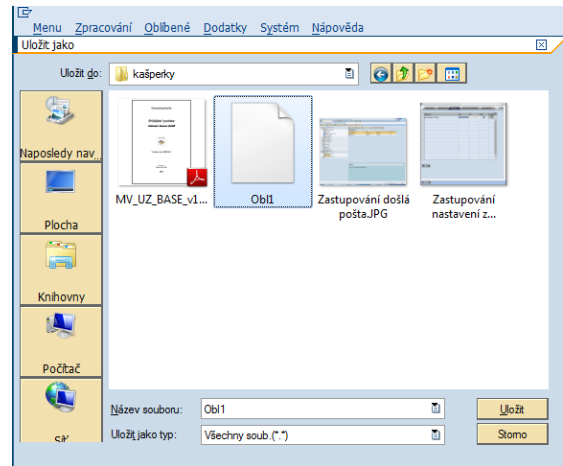 Menu Zpracování Oblíbené Dodatky Systém Nápověda
Uložit jako
Uložit do: kašperky
Naposledy nav...
Plocha
Knihovny
Počítač
Síť
MV_UZ_BASE_v1...
Obl1
Zastupování došlá
pošta.JPG
Zastupování
nastavení z...
Název souboru: Obl1 Uložit
Uložit jako typ: Všechny soub.(*.*) Storno